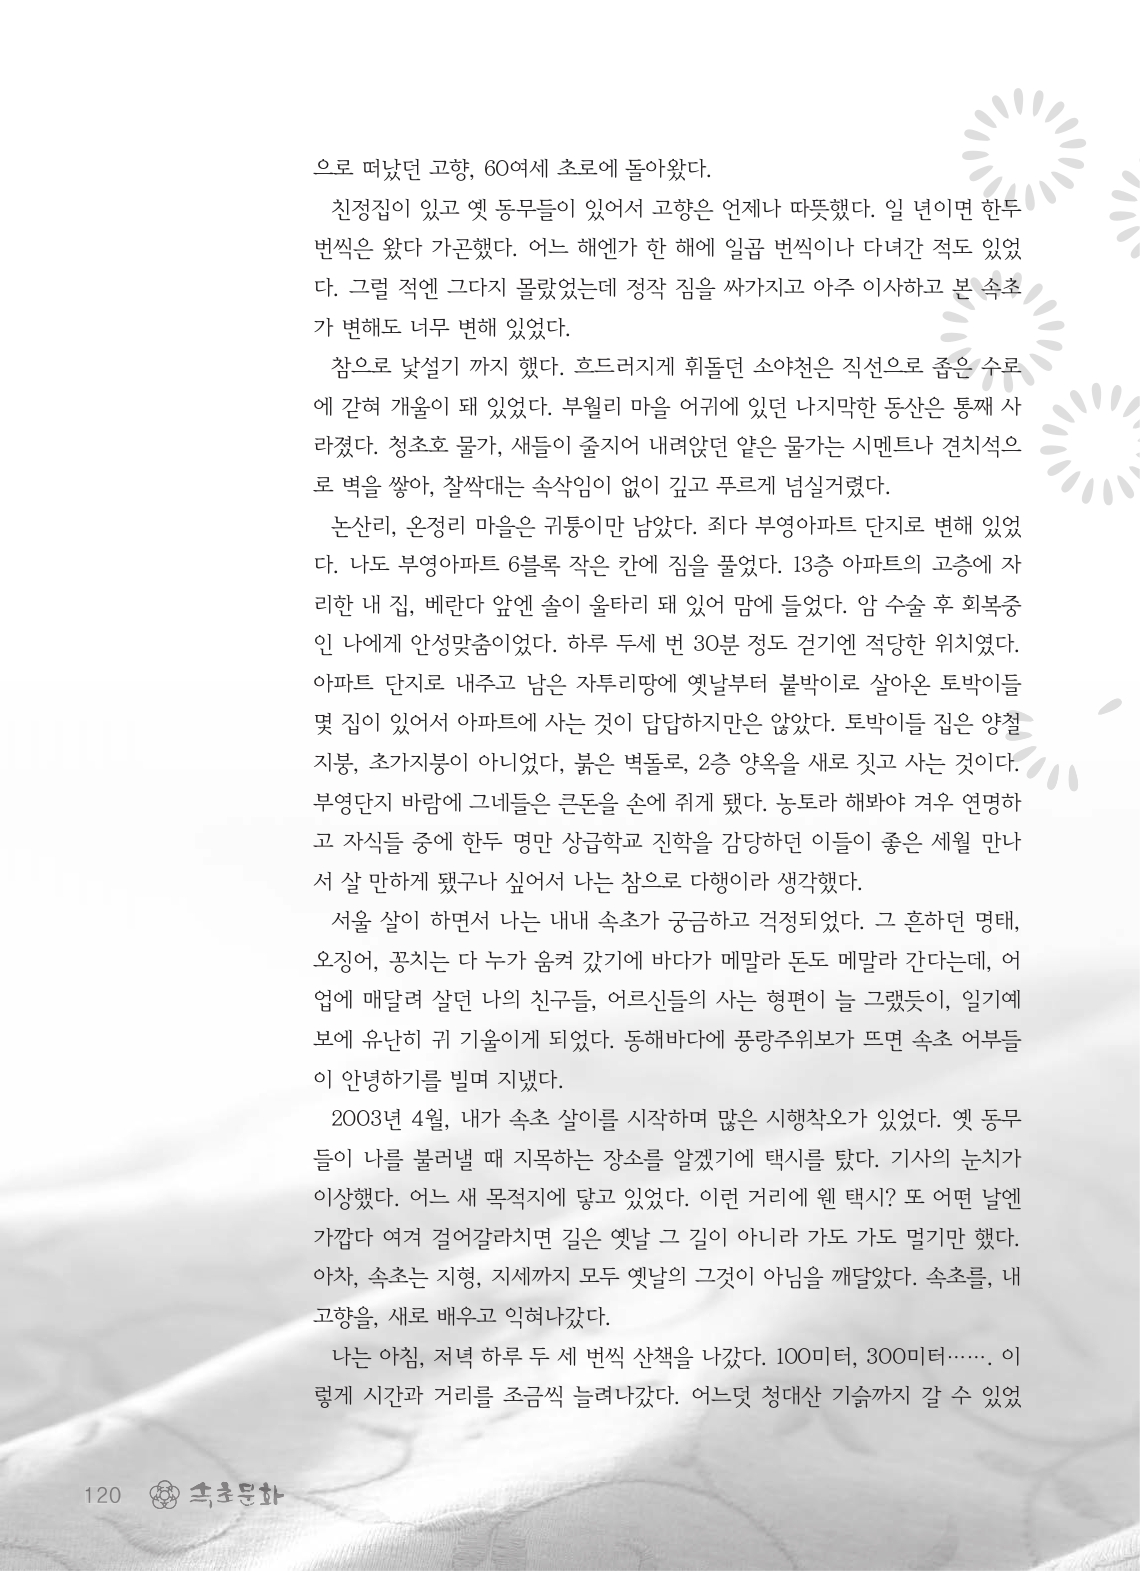 으로 떠났던 고향, 60여세 초로에 돌아왔다.
친정집이 있고 옛 동무들이 있어서 고향은 언제나 따뜻했다. 일 년이면 한두
번씩은 왔다 가곤했다. 어느 해엔가 한 해에 일곱 번씩이나 다녀간 적도 있었
다. 그럴 적엔 그다지 몰랐었는데 정작 짐을 싸가지고 아주 이사하고 본 속초
가 변해도 너무 변해 있었다.
참으로 낯설기 까지 했다. 흐드러지게 휘돌던 소야천은 직선으로 좁은 수로
에 갇혀 개울이 돼 있었다. 부월리 마을 어귀에 있던 나지막한 동산은 통째 사
라졌다. 청초호 물가, 새들이 줄지어 내려앉던 얕은 물가는 시멘트나 견치석으
로 벽을 쌓아, 찰싹대는 속삭임이 없이 깊고 푸르게 넘실거렸다.
논산리, 온정리 마을은 귀퉁이만 남았다. 죄다 부영아파트 단지로 변해 있었
다. 나도 부영아파트 6블록 작은 칸에 짐을 풀었다. 13층 아파트의 고층에 자
리한 내 집, 베란다 앞엔 솔이 울타리 돼 있어 맘에 들었다. 암 수술 후 회복중
인 나에게 안성맞춤이었다. 하루 두세 번 30분 정도 걷기엔 적당한 위치였다.
아파트 단지로 내주고 남은 자투리땅에 옛날부터 붙박이로 살아온 토박이들
몇 집이 있어서 아파트에 사는 것이 답답하지만은 않았다. 토박이들 집은 양철
지붕, 초가지붕이 아니었다, 붉은 벽돌로, 2층 양옥을 새로 짓고 사는 것이다.
부영단지 바람에 그네들은 큰돈을 손에 쥐게 됐다. 농토라 해봐야 겨우 연명하
고 자식들 중에 한두 명만 상급학교 진학을 감당하던 이들이 좋은 세월 만나
서 살 만하게 됐구나 싶어서 나는 참으로 다행이라 생각했다.
서울 살이 하면서 나는 내내 속초가 궁금하고 걱정되었다. 그 흔하던 명태,
오징어, 꽁치는 다 누가 움켜 갔기에 바다가 메말라 돈도 메말라 간다는데, 어
업에 매달려 살던 나의 친구들, 어르신들의 사는 형편이 늘 그랬듯이, 일기예
보에 유난히 귀 기울이게 되었다. 동해바다에 풍랑주위보가 뜨면 속초 어부들
이 안녕하기를 빌며 지냈다.
2003년 4월, 내가 속초 살이를 시작하며 많은 시행착오가 있었다. 옛 동무
들이 나를 불러낼 때 지목하는 장소를 알겠기에 택시를 탔다. 기사의 눈치가
이상했다. 어느 새 목적지에 닿고 있었다. 이런 거리에 웬 택시? 또 어떤 날엔
가깝다 여겨 걸어갈라치면 길은 옛날 그 길이 아니라 가도 가도 멀기만 했다.
아차, 속초는 지형, 지세까지 모두 옛날의 그것이 아님을 깨달았다. 속초를, 내
고향을, 새로 배우고 익혀나갔다.
나는 아침, 저녁 하루 두 세 번씩 산책을 나갔다. 100미터, 300미터……. 이
렇게 시간과 거리를 조금씩 늘려나갔다. 어느덧 청대산 기슭까지 갈 수 있었
120 속초문화